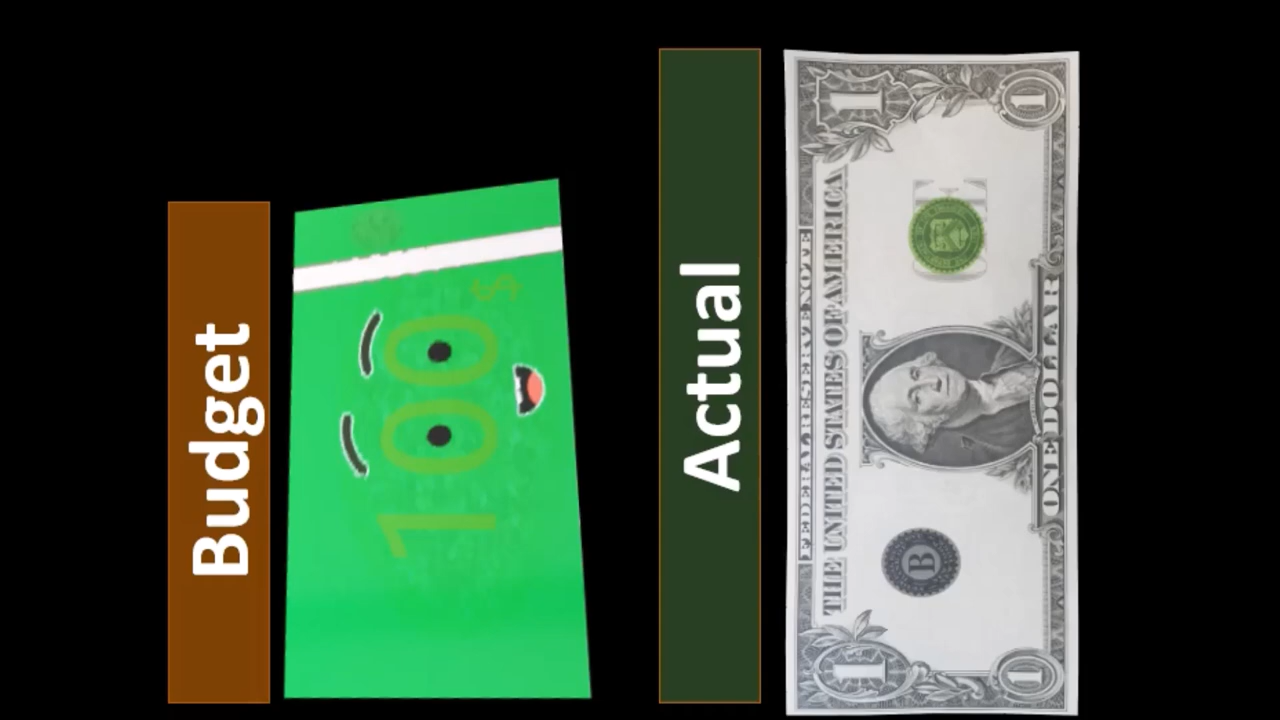 Budget
100
$
Actual
FEDERAL RESERVE NOTE
THE UNITED STATES OF AMERICA
1
1
B
ONE DOLLAR
1
1